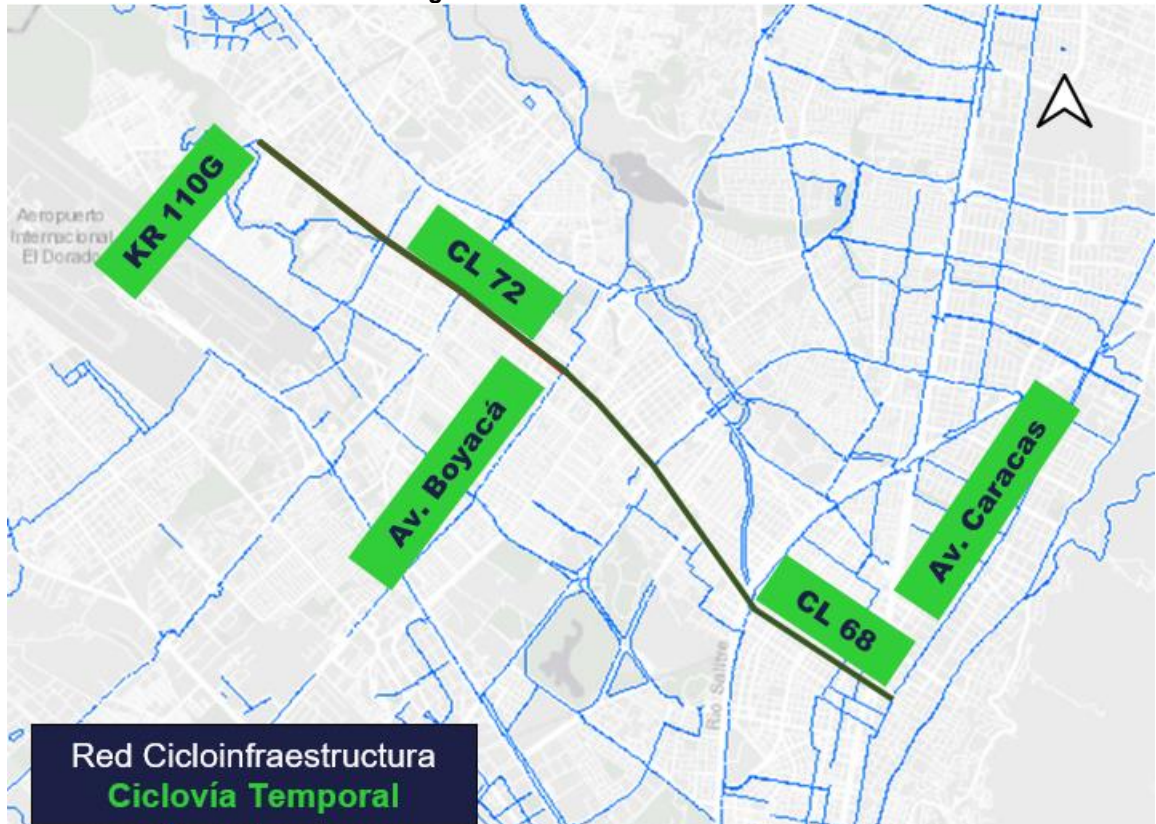 KR 110G
Aeropuerto
Internacional
El Dorado
CL 72
Av. Boyacá
Av. Caracas
CL 68
Río Salitre
Red Cicloinfraestructura
Ciclovía Temporal